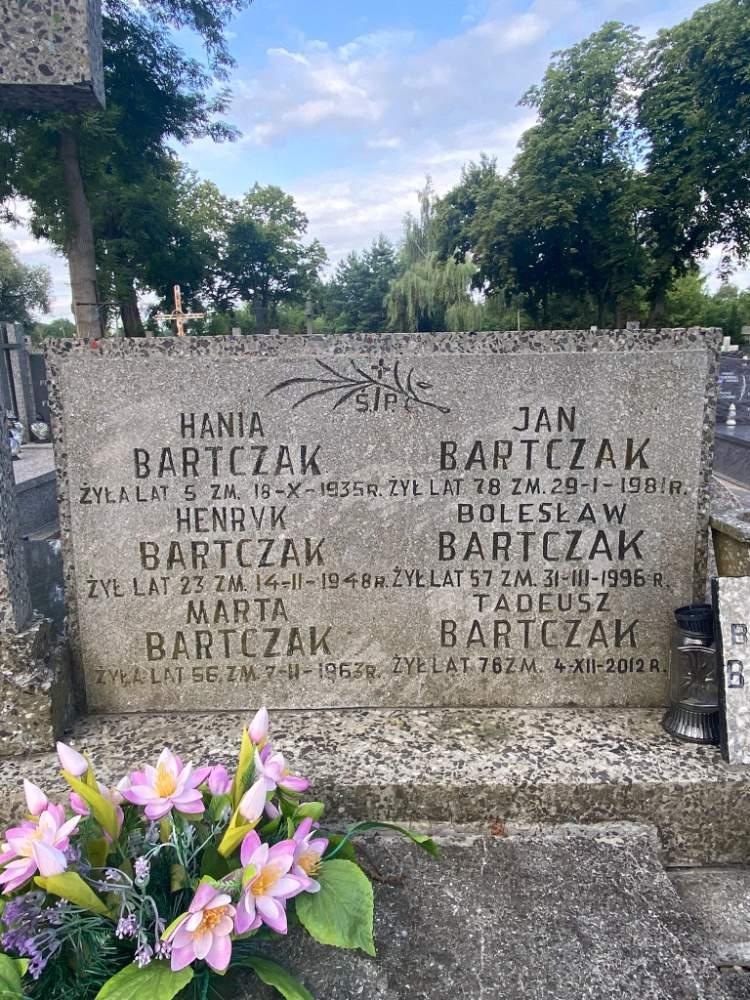 Ś.P.
HANIA
BARTCZAK
ŻYŁA LAT 5 ZM. 18-X-1935R.
HENRYK
BARTCZAK
ŻYŁ LAT 23 ZM. 14-II-1948R.
MARTA
BARTCZAK
ŻYŁA LAT 56 ZM. 7-II-1963R.
JAN
BARTCZAK
ŻYŁ LAT 78 ZM. 29-I-1981R.
BOLESŁAW
BARTCZAK
ŻYŁ LAT 57 ZM. 31-III-1996 R.
TADEUSZ
BARTCZAK
ŻYŁ LAT 76 ZM. 4-XII-2012 R.
B
B